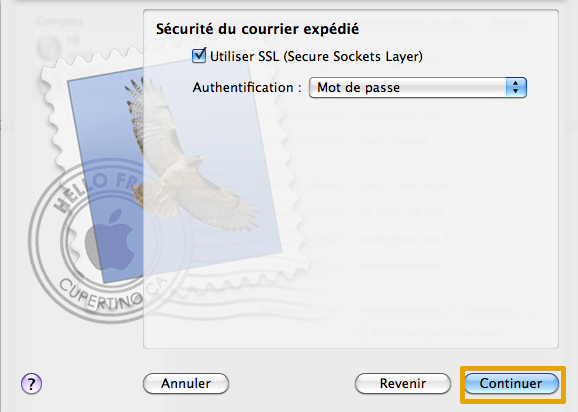 Sécurité du courrier expédié
Utiliser SSL (Secure Sockets Layer)
Authentification : Mot de passe
HELLO FR
CUPERTINO CA
?
Annuler
Revenir
Continuer